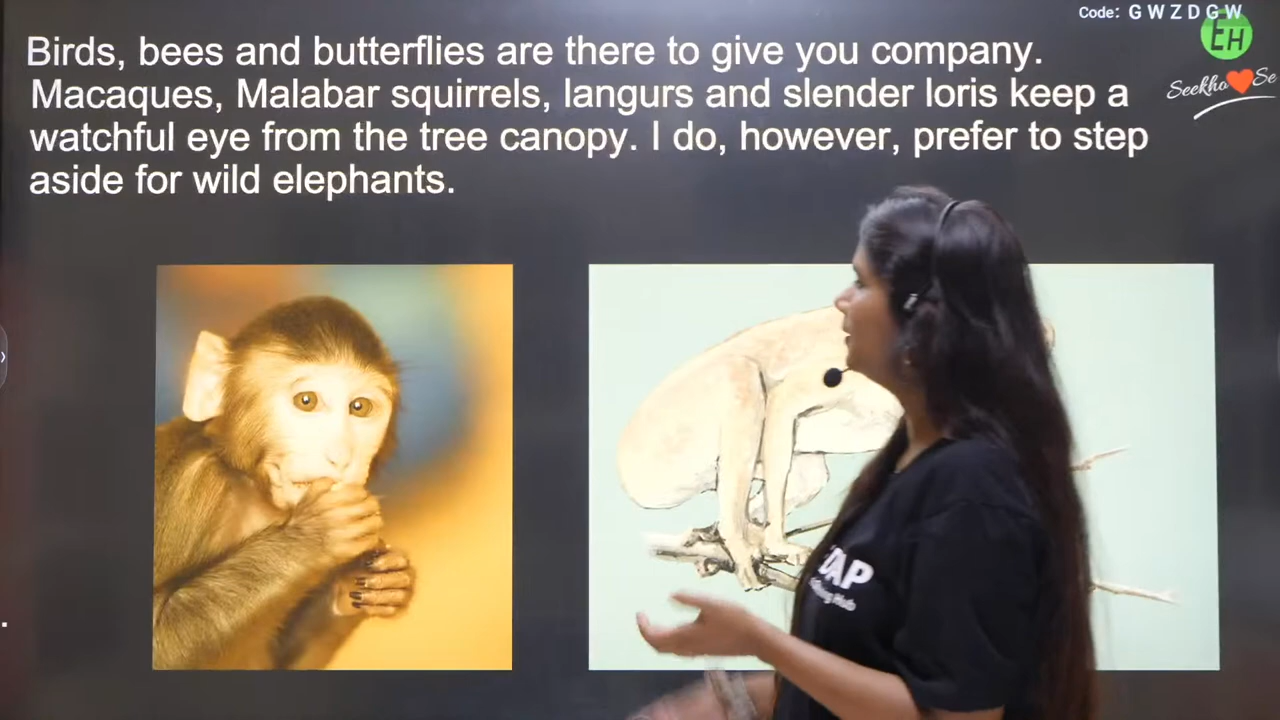 Code: G W Z D G W
EH
Seekho Se
Birds, bees and butterflies are there to give you company.
Macaques, Malabar squirrels, langurs and slender loris keep a
watchful eye from the tree canopy. I do, however, prefer to step
aside for wild elephants.